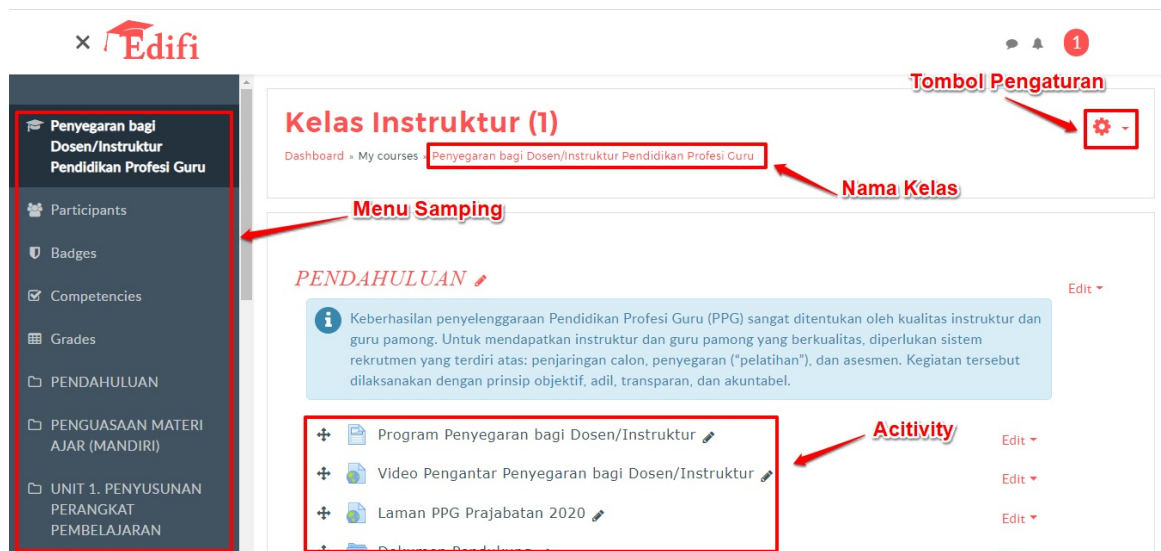 × Edifi
1
Tombol Pengaturan
Kelas Instruktur (1)
Dashboard » My courses » Penyegaran bagi Dosen/Instruktur Pendidikan Profesi Guru
Nama Kelas
Penyegaran bagi
Dosen/Instruktur
Pendidikan Profesi Guru
Participants
Badges
Competencies
Grades
PENDAHULUAN
PENGUASAAN MATERI
AJAR (MANDIRI)
UNIT 1. PENYUSUNAN
PERANGKAT
PEMBELAJARAN
Menu Samping
PENDAHULUAN
Edit
Keberhasilan penyelenggaraan Pendidikan Profesi Guru (PPG) sangat ditentukan oleh kualitas instruktur dan
guru pamong. Untuk mendapatkan instruktur dan guru pamong yang berkualitas, diperlukan sistem
rekrutmen yang terdiri atas: penjaringan calon, penyegaran (“pelatihan”), dan asesmen. Kegiatan tersebut
dilaksanakan dengan prinsip objektif, adil, transparan, dan akuntabel.
Program Penyegaran bagi Dosen/Instruktur
Edit
Acitivity
Video Pengantar Penyegaran bagi Dosen/Instruktur
Edit
Laman PPG Prajabatan 2020
Edit
Dokumen Pendukung